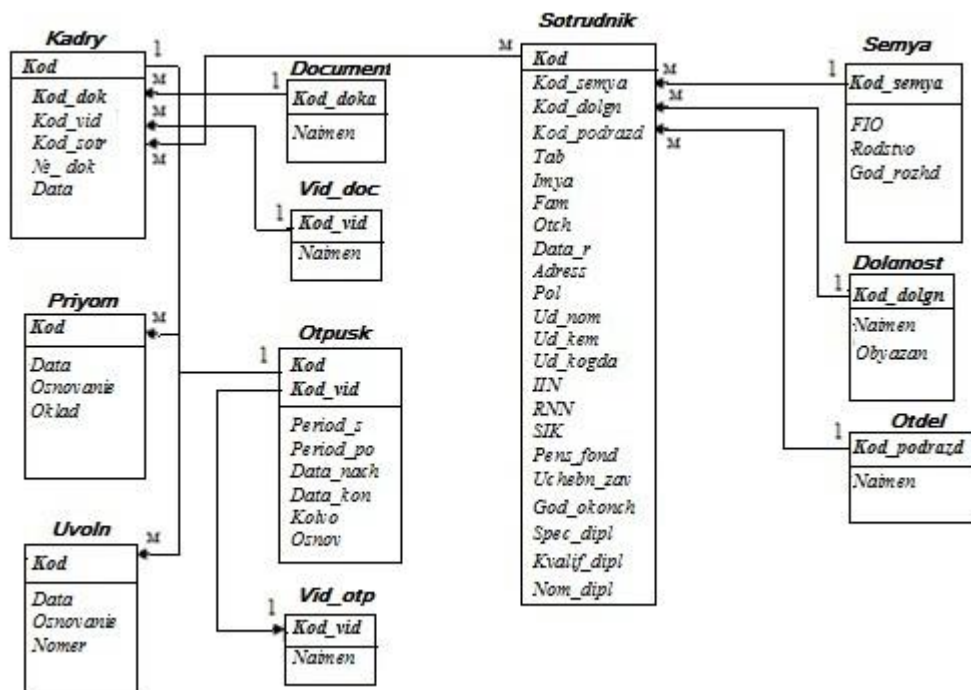 Kadry
1
Kod
M
Kod_dok
Kod_vid
M
Kod_sotr
№_dok
M
Data
Document
1
Kod_doka
Naimen
Vid_doc
1
Kod_vid
Naimen
Priyom
Kod
M
Data
Osnovanie
Oklad
Otpusk
1
Kod
Kod_vid
Period_s
Period_po
Data_nach
Data_kon
Kolvo
Osnov
Uvoln
M
Kod
Data
Osnovanie
Nomer
Vid_otp
1
Kod_vid
Naimen
Sotrudnik
M
Kod
M
Kod_semya
Kod_dolgn
M
Kod_podrazd
M
Tab
Imya
Fam
Otch
Data_r
Adress
Pol
Ud_nom
Ud_kem
Ud_kogda
IIN
RNN
SIK
Pens_fond
Uchebn_zav
God_okonch
Spec_dipl
Kvalif_dipl
Nom_dipl
Semya
1
Kod_semya
FIO
Rodstvo
God_rozhd
Dolgnost
1
Kod_dolgn
Naimen
Obyazan
Otdel
1
Kod_podrazd
Naimen